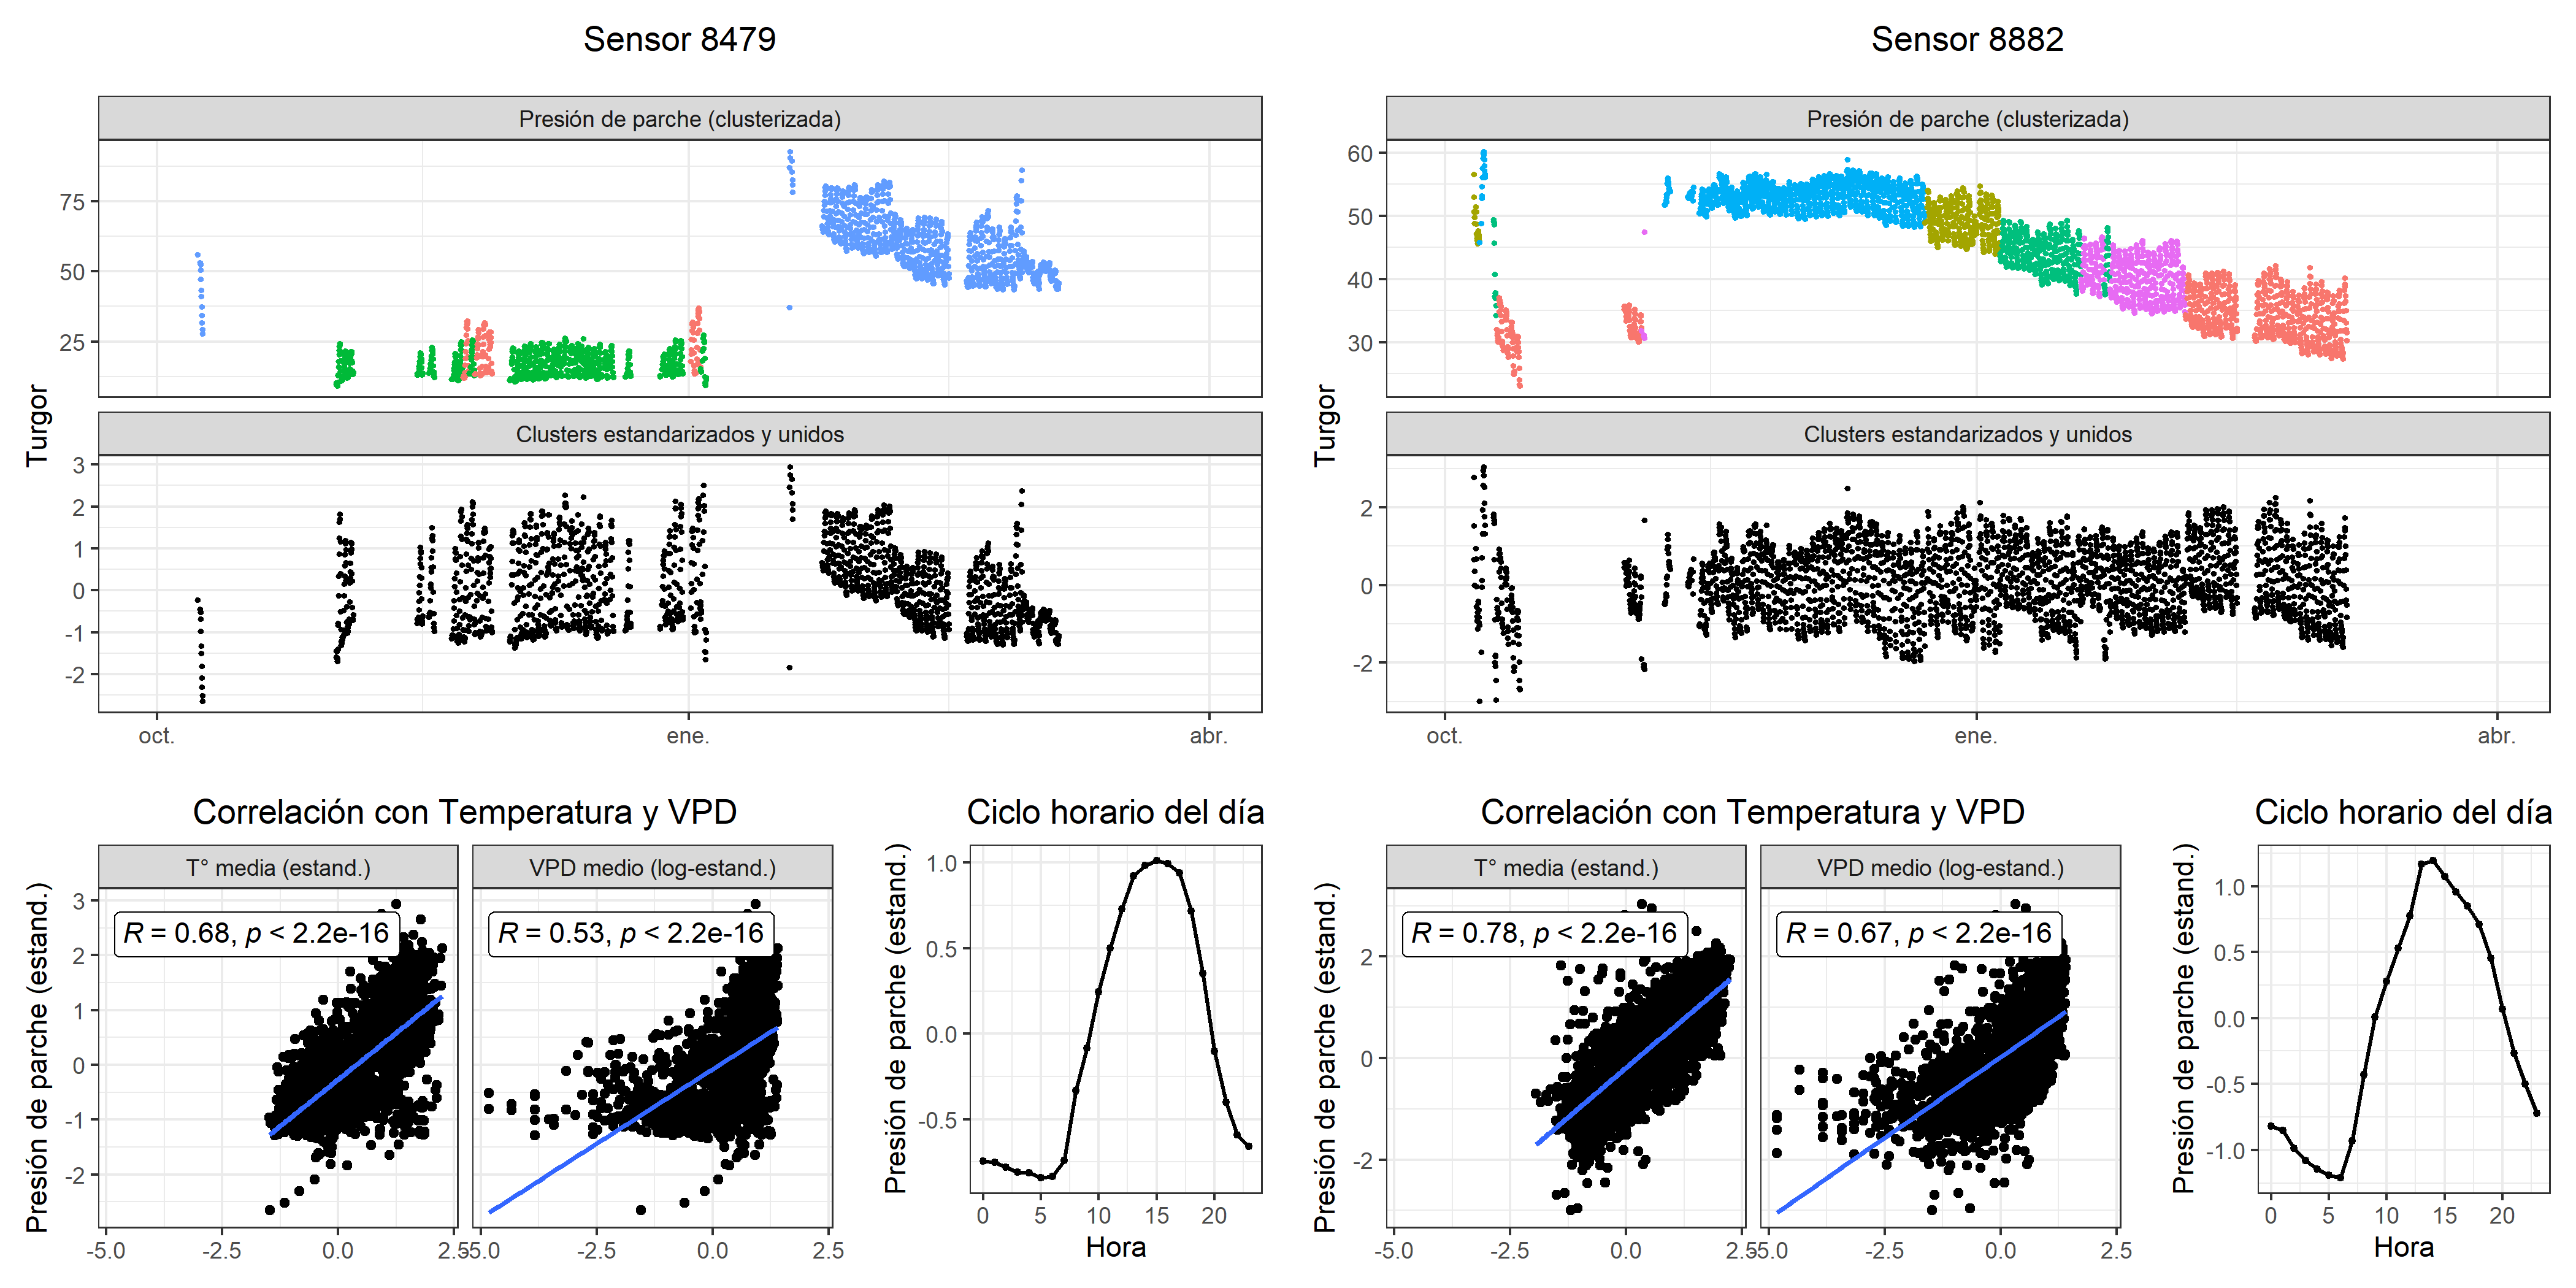 Sensor 8479
Presión de parche (clusterizada)
75
50
25
Turgor
Clusters estandarizados y unidos
3
2
1
0
-1
-2
oct.
ene.
abr.
Correlación con Temperatura y VPD
T° media (estand.)
VPD medio (log-estand.)
R = 0.68, p < 2.2e-16
R = 0.53, p < 2.2e-16
Presión de parche (estand.)
3
2
1
0
-1
-2
-5.0
-2.5
0.0
2.5
-5.0
-2.5
0.0
2.5
Ciclo horario del día
Presión de parche (estand.)
1.0
0.5
0.0
-0.5
0
5
10
15
20
Hora
Sensor 8882
Presión de parche (clusterizada)
60
50
40
30
Turgor
Clusters estandarizados y unidos
2
0
-2
oct.
ene.
abr.
Correlación con Temperatura y VPD
T° media (estand.)
VPD medio (log-estand.)
R = 0.78, p < 2.2e-16
R = 0.67, p < 2.2e-16
Presión de parche (estand.)
2
0
-2
-5.0
-2.5
0.0
2.5
-5.0
-2.5
0.0
2.5
Ciclo horario del día
Presión de parche (estand.)
1.0
0.5
0.0
-0.5
-1.0
0
5
10
15
20
Hora